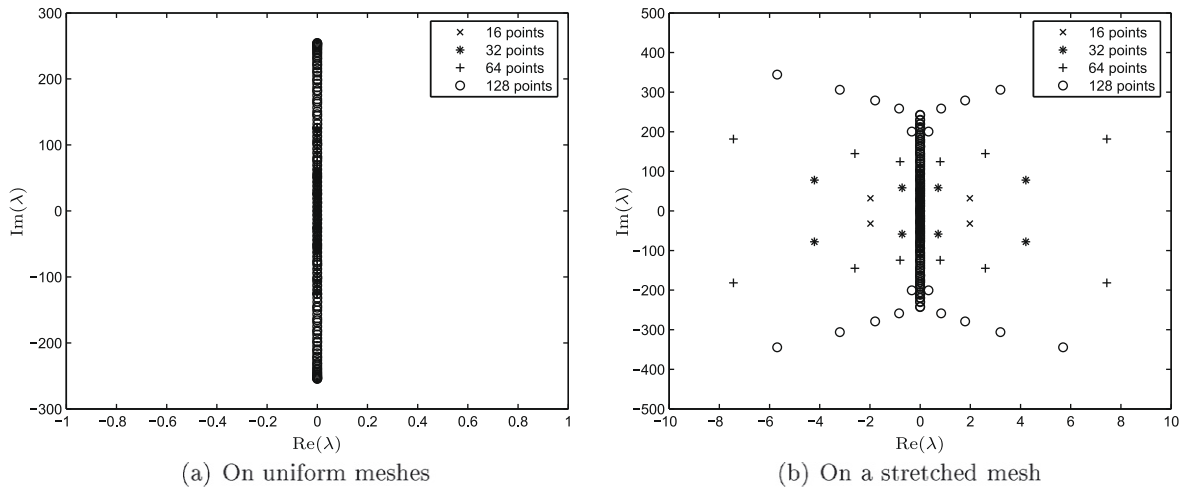 300
200
100
0
−100
−200
−300
Im(λ)
−1
−0.8
−0.6
−0.4
−0.2
0
0.2
0.4
0.6
0.8
1
Re(λ)
16 points
32 points
64 points
128 points
(a) On uniform meshes
500
400
300
200
100
0
−100
−200
−300
−400
−500
Im(λ)
−10
−8
−6
−4
−2
0
2
4
6
8
10
Re(λ)
16 points
32 points
64 points
128 points
(b) On a stretched mesh